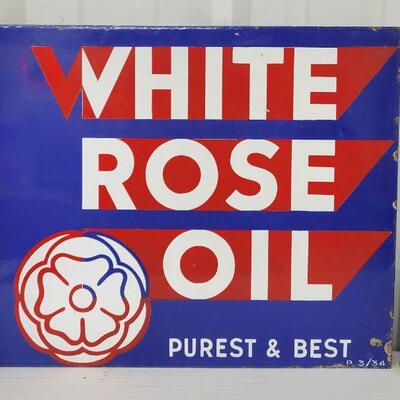 WHITE
ROSE
OIL
PUREST & BEST
P. 3/34